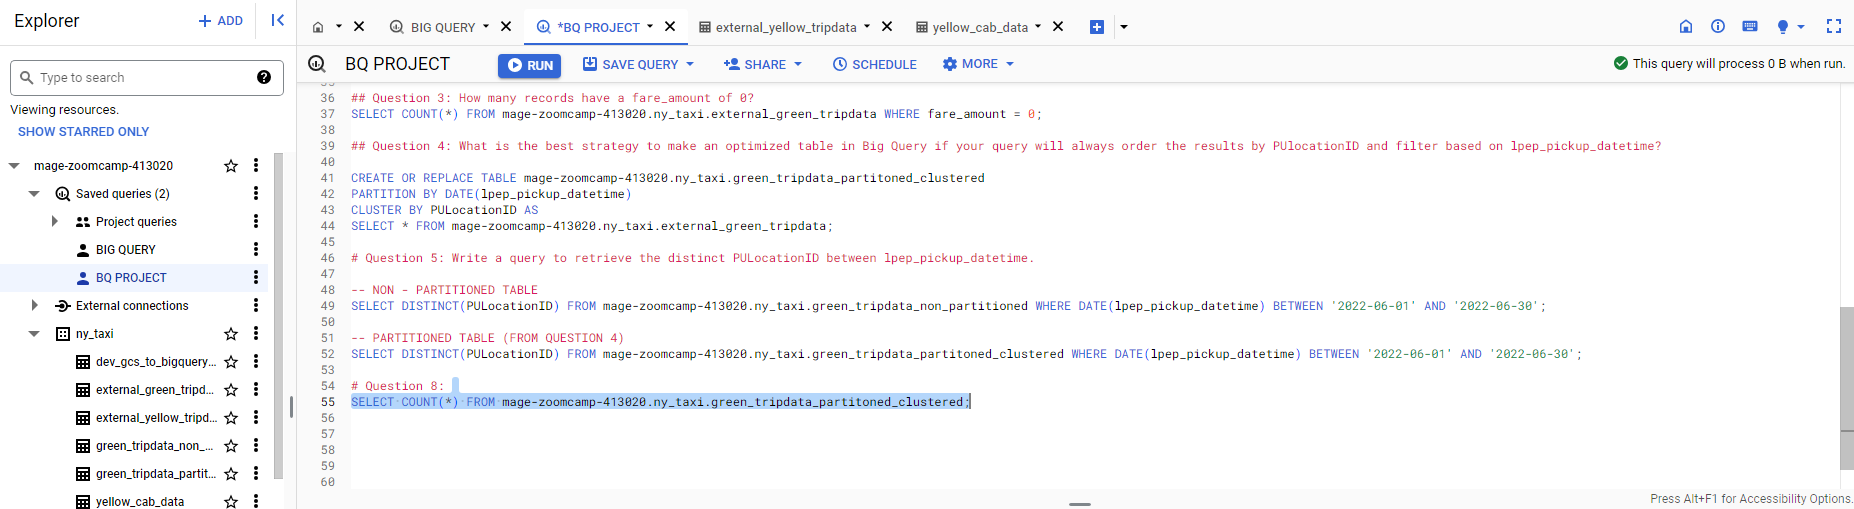 Explorer
+ ADD
BIG QUERY
*BQ PROJECT
external_yellow_tripdata
yellow_cab_data
Type to search
Viewing resources.
SHOW STARRED ONLY
mage-zoomcamp-413020
Saved queries (2)
Project queries
BIG QUERY
BQ PROJECT
External connections
ny_taxi
dev_gcs_to_bigquery...
external_green_tripd...
external_yellow_tripd...
green_tripdata_non_...
green_tripdata_partit...
yellow_cab_data
BQ PROJECT
RUN
SAVE QUERY
SHARE
SCHEDULE
MORE
This query will process 0 B when run.
36 ## Question 3: How many records have a fare_amount of 0?
37 SELECT COUNT(*) FROM mage-zoomcamp-413020.ny_taxi.external_green_tripdata WHERE fare_amount = 0;
38
39 ## Question 4: What is the best strategy to make an optimized table in Big Query if your query will always order the results by PUlocationID and filter based on lpep_pickup_datetime?
40
41 CREATE OR REPLACE TABLE mage-zoomcamp-413020.ny_taxi.green_tripdata_partitoned_clustered
42 PARTITION BY DATE(lpep_pickup_datetime)
43 CLUSTER BY PULocationID AS
44 SELECT * FROM mage-zoomcamp-413020.ny_taxi.external_green_tripdata;
45
46 # Question 5: Write a query to retrieve the distinct PULocationID between lpep_pickup_datetime.
47
48 -- NON - PARTITIONED TABLE
49 SELECT DISTINCT(PULocationID) FROM mage-zoomcamp-413020.ny_taxi.green_tripdata_non_partitioned WHERE DATE(lpep_pickup_datetime) BETWEEN '2022-06-01' AND '2022-06-30';
50
51 -- PARTITIONED TABLE (FROM QUESTION 4)
52 SELECT DISTINCT(PULocationID) FROM mage-zoomcamp-413020.ny_taxi.green_tripdata_partitoned_clustered WHERE DATE(lpep_pickup_datetime) BETWEEN '2022-06-01' AND '2022-06-30';
53
54 # Question 8:
55 SELECT COUNT(*) FROM mage-zoomcamp-413020.ny_taxi.green_tripdata_partitoned_clustered;
56
57
58
59
60
Press Alt+F1 for Accessibility Options.